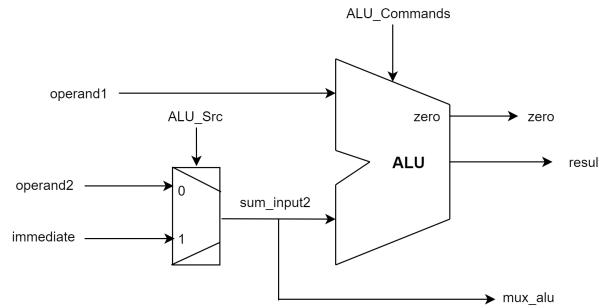 ALU_Commands
operand1
zero
zero
ALU_Src
ALU
resul
operand2
0
sum_input2
immediate
1
mux_alu